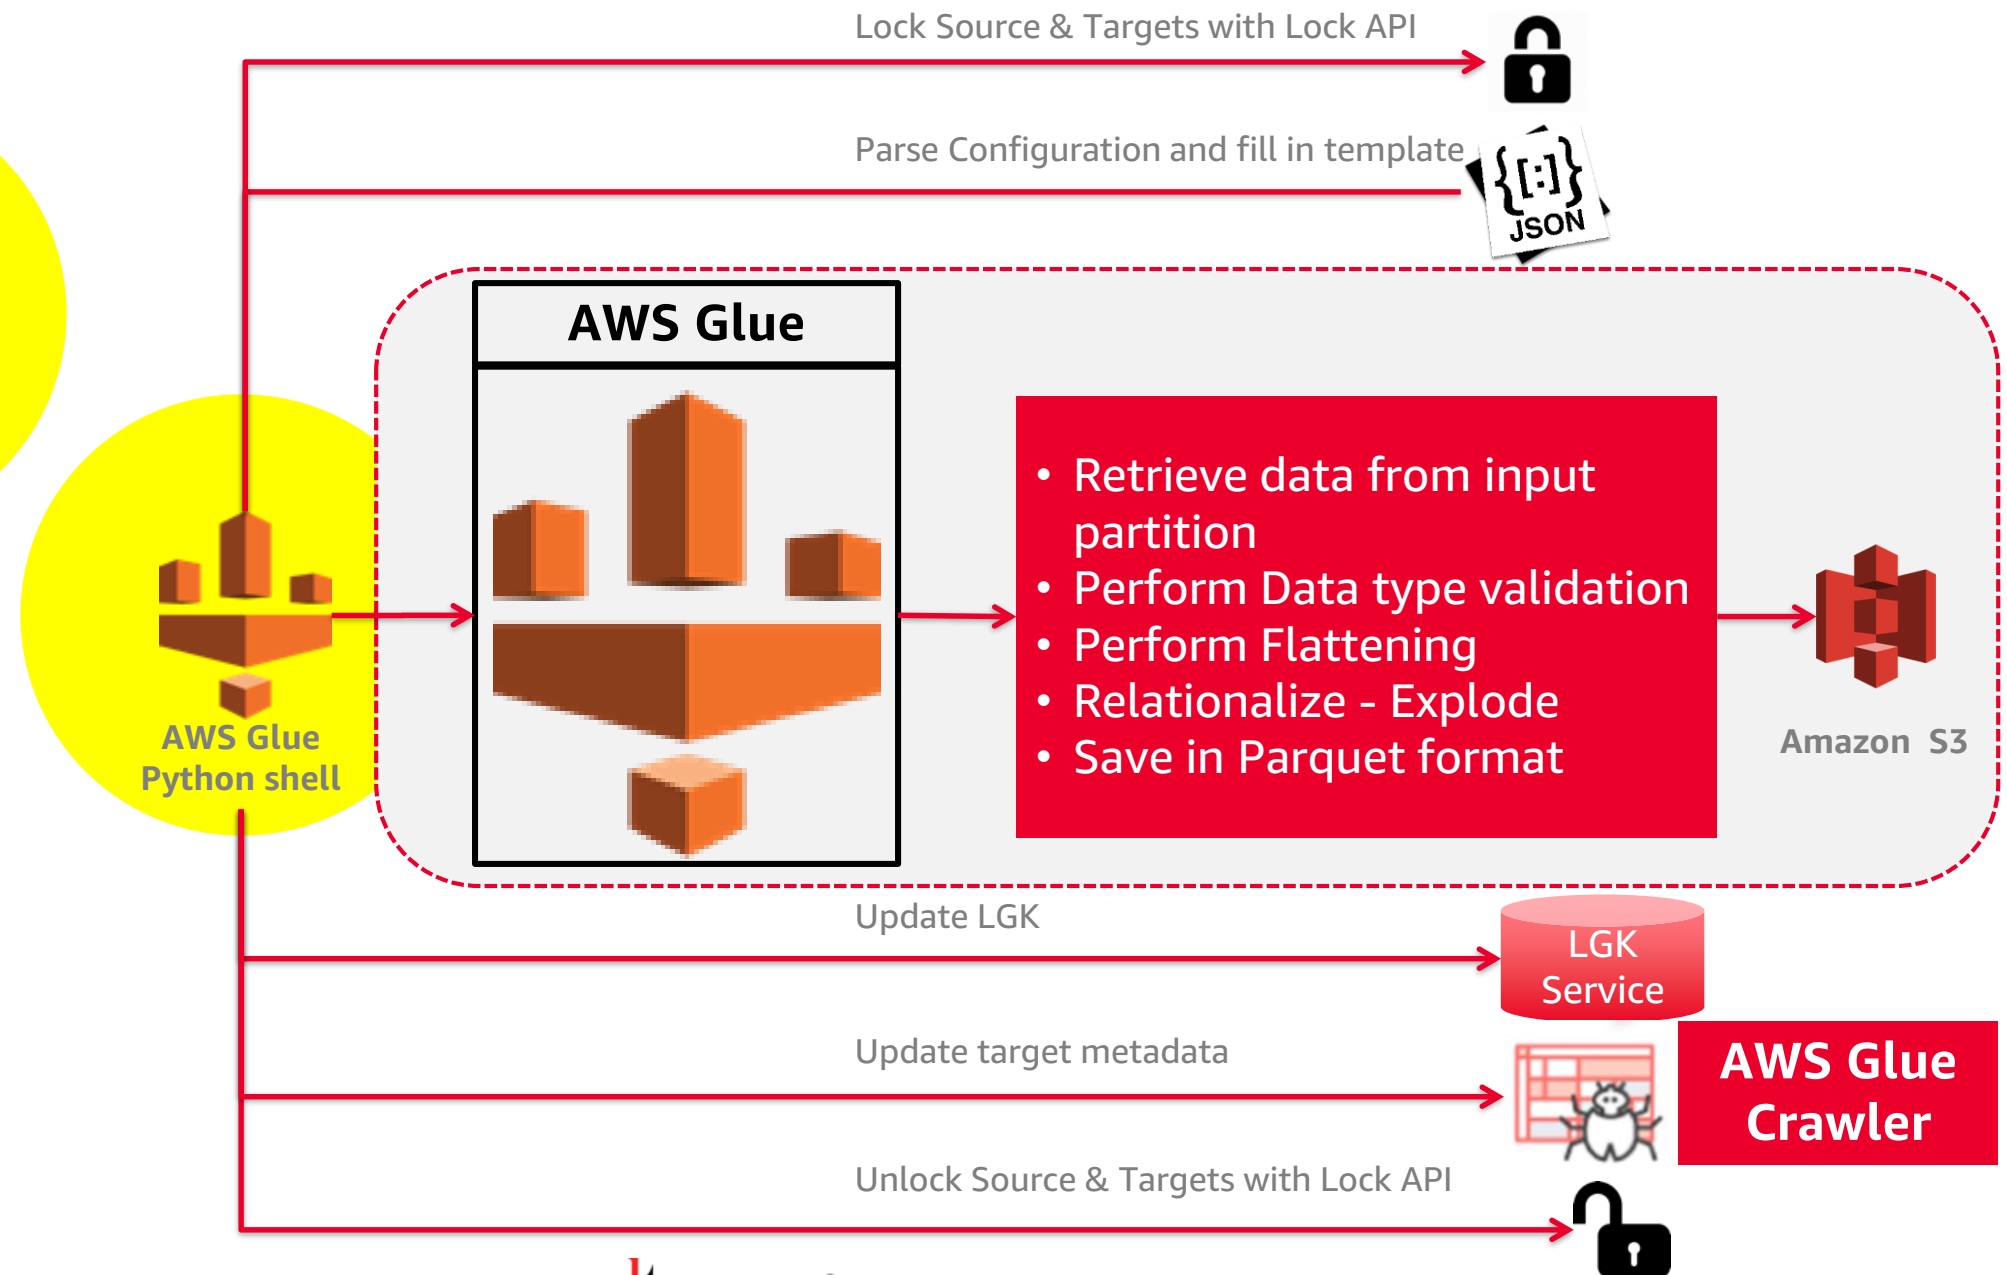 Lock Source & Targets with Lock API
Parse Configuration and fill in template
{[:]}
JSON
AWS Glue
• Retrieve data from input
partition
• Perform Data type validation
• Perform Flattening
• Relationalize - Explode
• Save in Parquet format
AWS Glue
Python shell
Amazon S3
Update LGK
LGK
Service
Update target metadata
AWS Glue
Crawler
Unlock Source & Targets with Lock API